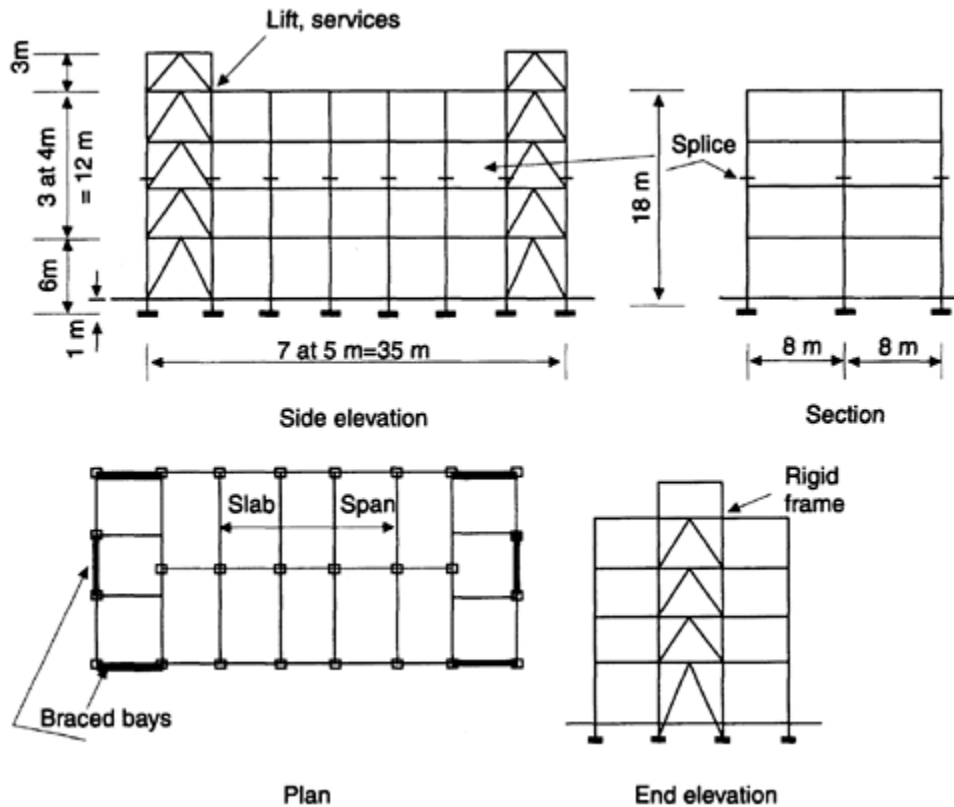 Lift, services
3m
3 at 4m
= 12 m
6m
1 m
7 at 5 m=35 m
Side elevation
Splice
18 m
8 m
8 m
Section
Slab
Span
Braced bays
Plan
Rigid
frame
End elevation